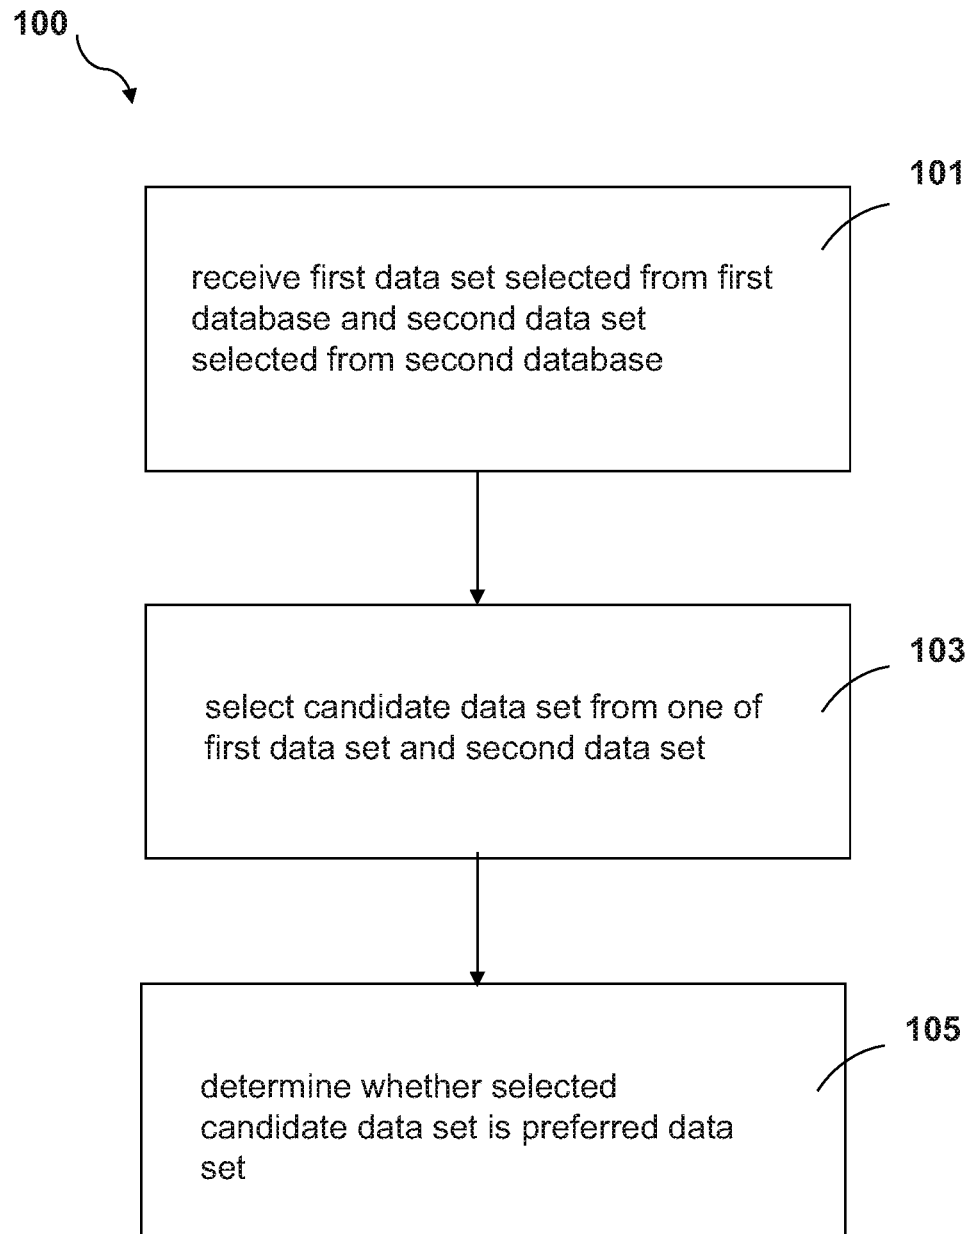 100
101
receive first data set selected from first
database and second data set
selected from second database
103
select candidate data set from one of
first data set and second data set
105
determine whether selected
candidate data set is preferred data
set